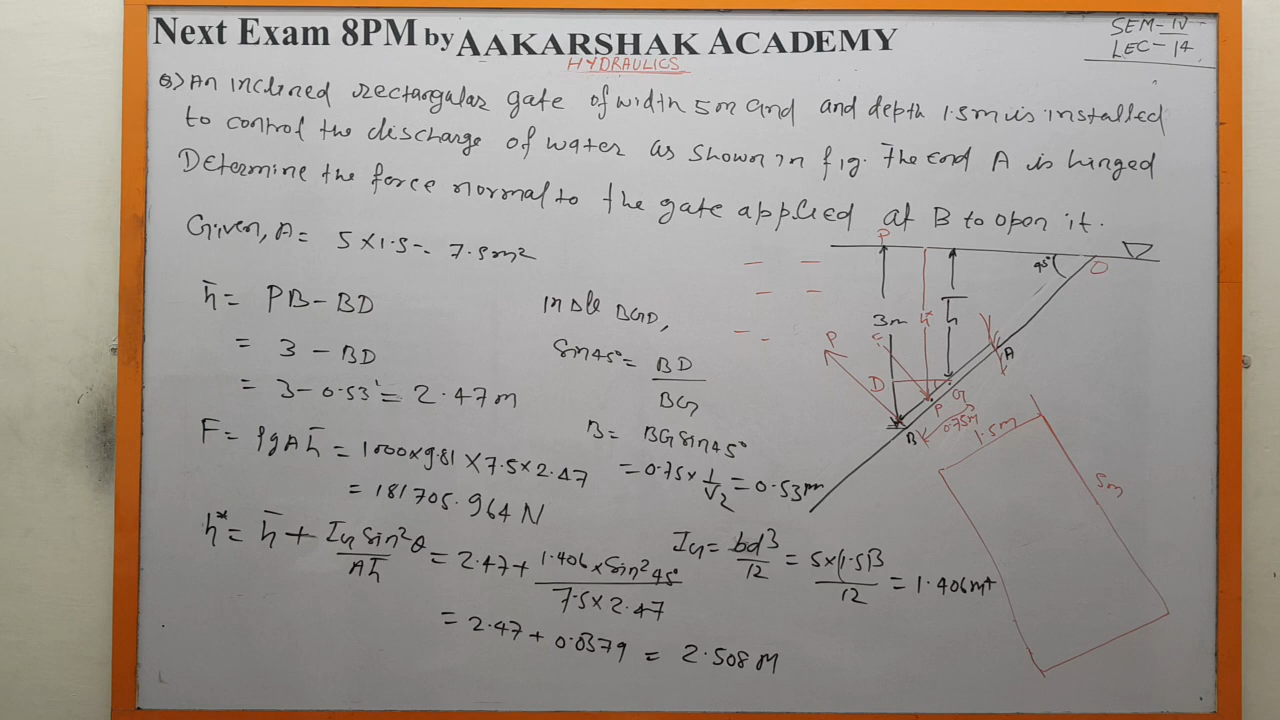 Next Exam 8PM by AAKARSHAK ACADEMY
SEM-IV
LEC-14
HYDRAULICS
Q) An inclined rectangular gate of width 5m and and depth 1.5m is installed
to control the discharge of water as shown in fig. The end A is hinged
Determine the force normal to the gate applied at B to open it.
Given, A = 5×1.5 = 7.5m²
h̄ = PB - BD
= 3 - BD
= 3 - 0.53 = 2.47m
In Δle BGD,
sin45° = BD
BG
B = BG sin45°
= 0.75 × 1/√2 = 0.53m
F = ρgAh̄ = 1000×9.81×7.5×2.47
= 181705.964 N
h* = h̄ + IG Sin²θ / Ah̄ = 2.47 + 1.406 × Sin²45° / 7.5×2.47
= 2.47 + 0.0379 = 2.508 M
IG = bd³/12 = 5×(1.5)³/12 = 1.406m⁴
P
45°
O
3m
h*
h̄
P
F
A
D
G
P
B
0.75M
1.5m
5m